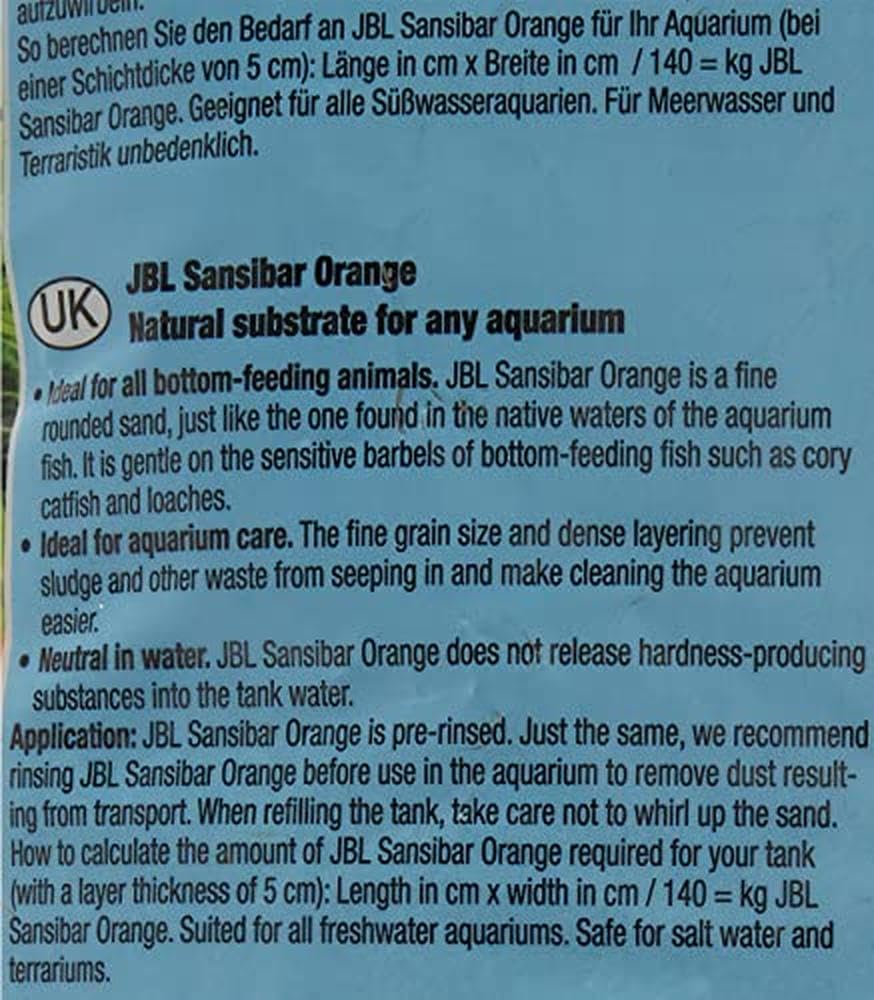 aufzuwirbeln.
So berechnen Sie den Bedarf an JBL Sansibar Orange für Ihr Aquarium (bei
einer Schichtdicke von 5 cm): Länge in cm x Breite in cm / 140 = kg JBL
Sansibar Orange. Geeignet für alle Süßwasseraquarien. Für Meerwasser und
Terraristik unbedenklich.
UK
JBL Sansibar Orange
Natural substrate for any aquarium
• Ideal for all bottom-feeding animals. JBL Sansibar Orange is a fine
rounded sand, just like the one found in the native waters of the aquarium
fish. It is gentle on the sensitive barbels of bottom-feeding fish such as cory
catfish and loaches.
• Ideal for aquarium care. The fine grain size and dense layering prevent
sludge and other waste from seeping in and make cleaning the aquarium
easier.
• Neutral in water. JBL Sansibar Orange does not release hardness-producing
substances into the tank water.
Application: JBL Sansibar Orange is pre-rinsed. Just the same, we recommend
rinsing JBL Sansibar Orange before use in the aquarium to remove dust result-
ing from transport. When refilling the tank, take care not to whirl up the sand.
How to calculate the amount of JBL Sansibar Orange required for your tank
(with a layer thickness of 5 cm): Length in cm x width in cm / 140 = kg JBL
Sansibar Orange. Suited for all freshwater aquariums. Safe for salt water and
terrariums.